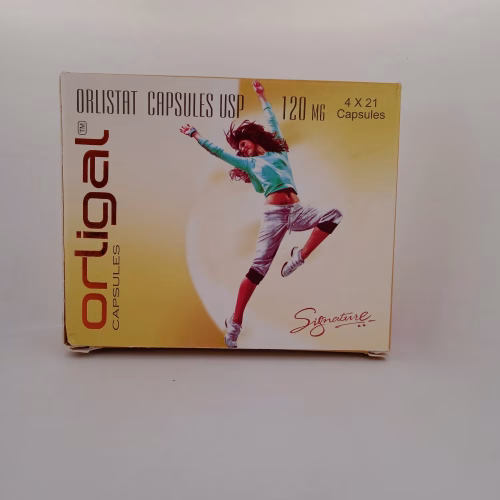 ORLISTAT CAPSULES USP 120 MG
4 X 21
Capsules
orligal TM
CAPSULES
Signature